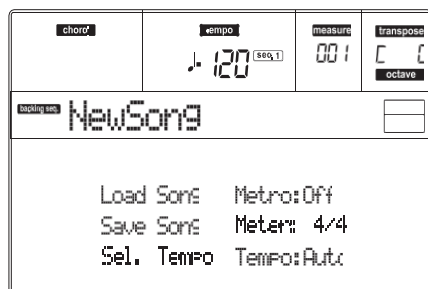 chord tempo measure transpose
120 seq.1 001 C
octave
backing seq. NewSong
Load Song Metro:Off
Save Song Meter: 4/4
Sel. Tempo Tempo:Auto